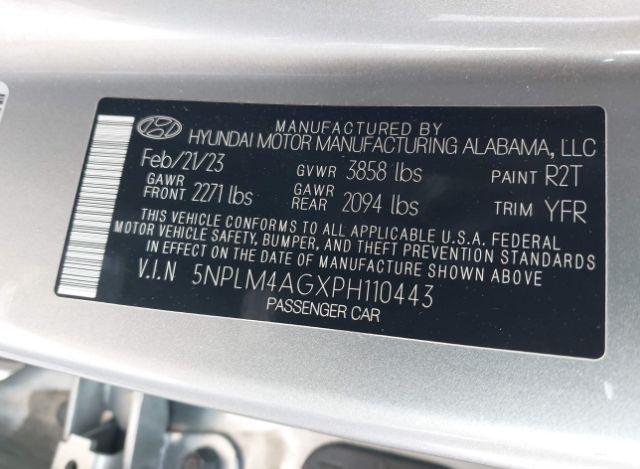 MANUFACTURED BY
HYUNDAI MOTOR MANUFACTURING ALABAMA, LLC
Feb/21/23 GVWR 3858 lbs PAINT R2T
GAWR FRONT 2271 lbs GAWR REAR 2094 lbs TRIM YFR
THIS VEHICLE CONFORMS TO ALL APPLICABLE U.S.A. FEDERAL
MOTOR VEHICLE SAFETY, BUMPER, AND THEFT PREVENTION STANDARDS
IN EFFECT ON THE DATE OF MANUFACTURE SHOWN ABOVE
V.I.N 5NPLM4AGXPH110443
PASSENGER CAR